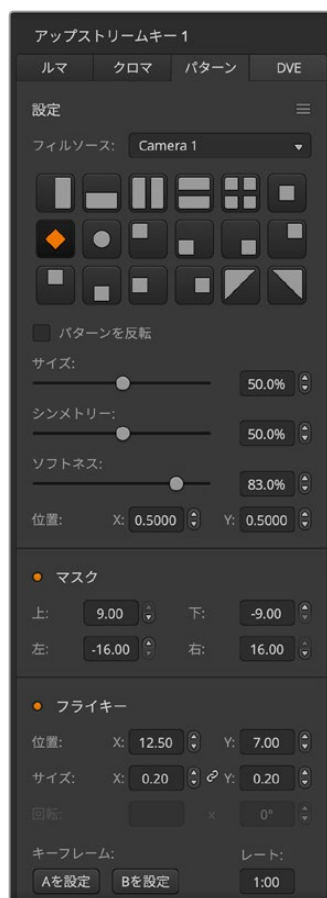 アップストリームキー 1
ルマ クロマ パターン DVE
設定
フィルソース: Camera 1
パターンを反転
サイズ:
50.0%
シンメトリー:
50.0%
ソフトネス:
83.0%
位置: X: 0.5000 Y: 0.5000
マスク
上: 9.00 下: -9.00
左: -16.00 右: 16.00
フライキー
位置: X: 12.50 Y: 7.00
サイズ: X: 0.20 Y: 0.20
回転: x 0°
キーフレーム: レート:
Aを設定 Bを設定 1:00